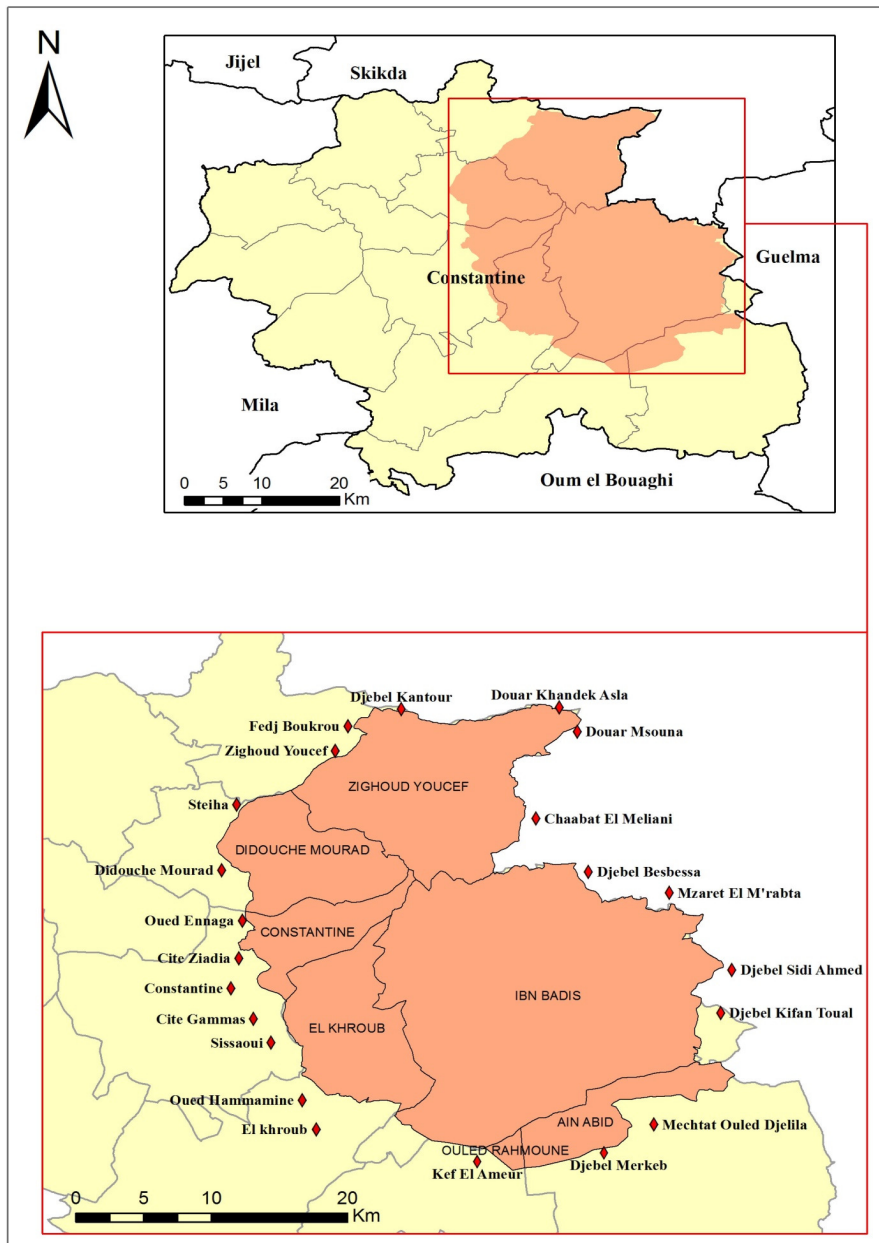 N
Jijel
Skikda
Guelma
Constantine
Mila
Oum el Bouaghi
0 5 10 20
Km
Djebel Kantour
Douar Khandek Asla
Fedj Boukrou
Douar Msouna
Zighoud Youcef
ZIGHOUD YOUCEF
Steiha
Chaabat El Meliani
DIDOUCHE MOURAD
Didouche Mourad
Djebel Besbessa
Mzaret El M'rabta
Oued Ennaga
CONSTANTINE
Cite Ziadia
Djebel Sidi Ahmed
Constantine
IBN BADIS
Djebel Kifan Toual
Cite Gammas
EL KHROUB
Sissaoui
Oued Hammamine
AIN ABID
Mechtat Ouled Djelila
El khroub
OULED RAHMOUNE
Djebel Merkeb
Kef El Ameur
0 5 10 20
Km